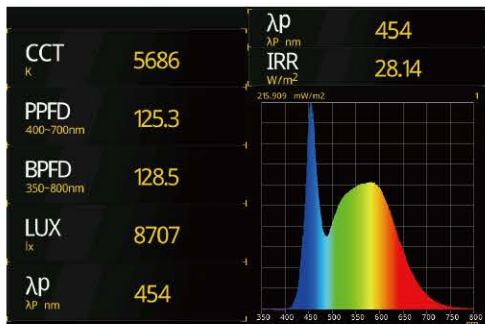 CCT
K
5686
PPFD
400~700nm
125.3
BPFD
350~800nm
128.5
LUX
lx
8707
λp
λP nm
454
λp
λP nm
454
IRR
W/m2
28.14
215.909 mW/m2 1
350 400 450 500 550 600 650 700 750 800
nm